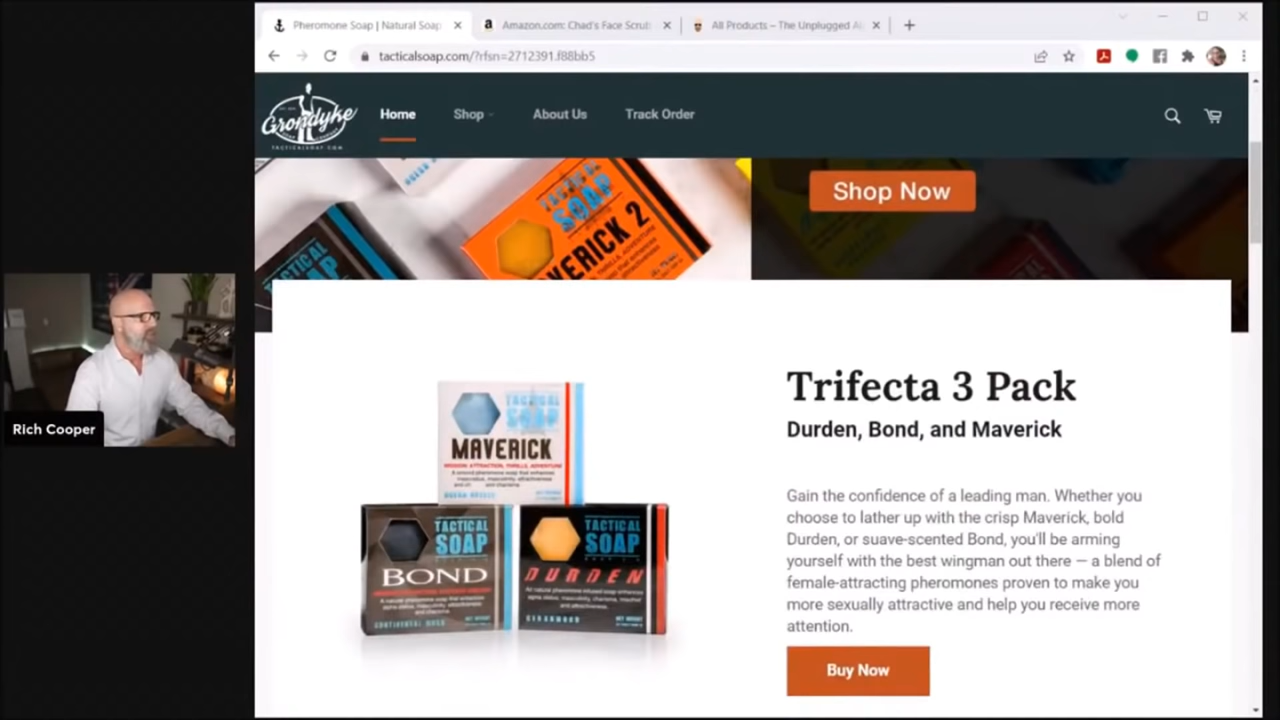 Pheromone Soap | Natural Soap
Amazon.com: Chad's Face Scrub
All Products – The Unplugged Al
tacticalsoap.com/?rfsn=2712391.f88bb5
Grondyke
TACTICALSOAP.COM
Home
Shop
About Us
Track Order
TACTICAL
SOAP
MAVERICK 2
TACTICAL
SOAP
Shop Now
Rich Cooper
TACTICAL
SOAP
MAVERICK
TACTICAL
SOAP
BOND
CONTINENTAL MUSK
TACTICAL
SOAP
DURDEN
CEDARWOOD
Trifecta 3 Pack
Durden, Bond, and Maverick
Gain the confidence of a leading man. Whether you
choose to lather up with the crisp Maverick, bold
Durden, or suave-scented Bond, you'll be arming
yourself with the best wingman out there — a blend of
female-attracting pheromones proven to make you
more sexually attractive and help you receive more
attention.
Buy Now